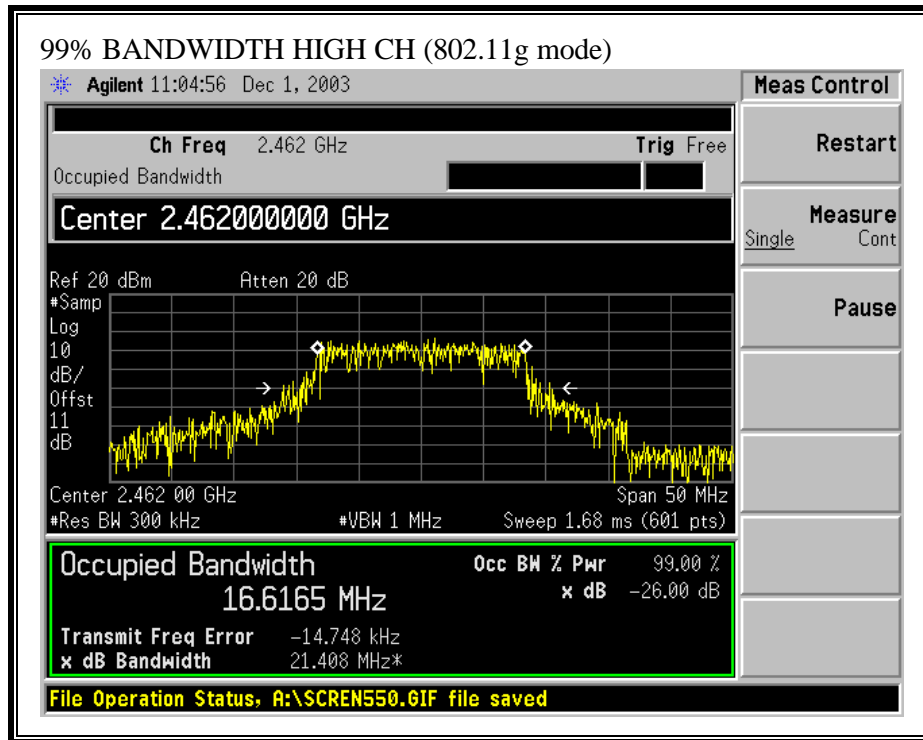 99% BANDWIDTH HIGH CH (802.11g mode)
Agilent 11:04:56 Dec 1, 2003
Meas Control
Ch Freq 2.462 GHz Trig Free
Occupied Bandwidth
Restart
Center 2.462000000 GHz
Measure
Single Cont
Ref 20 dBm Atten 20 dB
#Samp
Log
10
dB/
Offst
11
dB
Pause
Center 2.462 00 GHz Span 50 MHz
#Res BW 300 kHz #VBW 1 MHz Sweep 1.68 ms (601 pts)
Occupied Bandwidth
16.6165 MHz
Occ BW % Pwr 99.00 %
x dB -26.00 dB
Transmit Freq Error -14.748 kHz
x dB Bandwidth 21.408 MHz*
File Operation Status, A:\SCREN550.GIF file saved